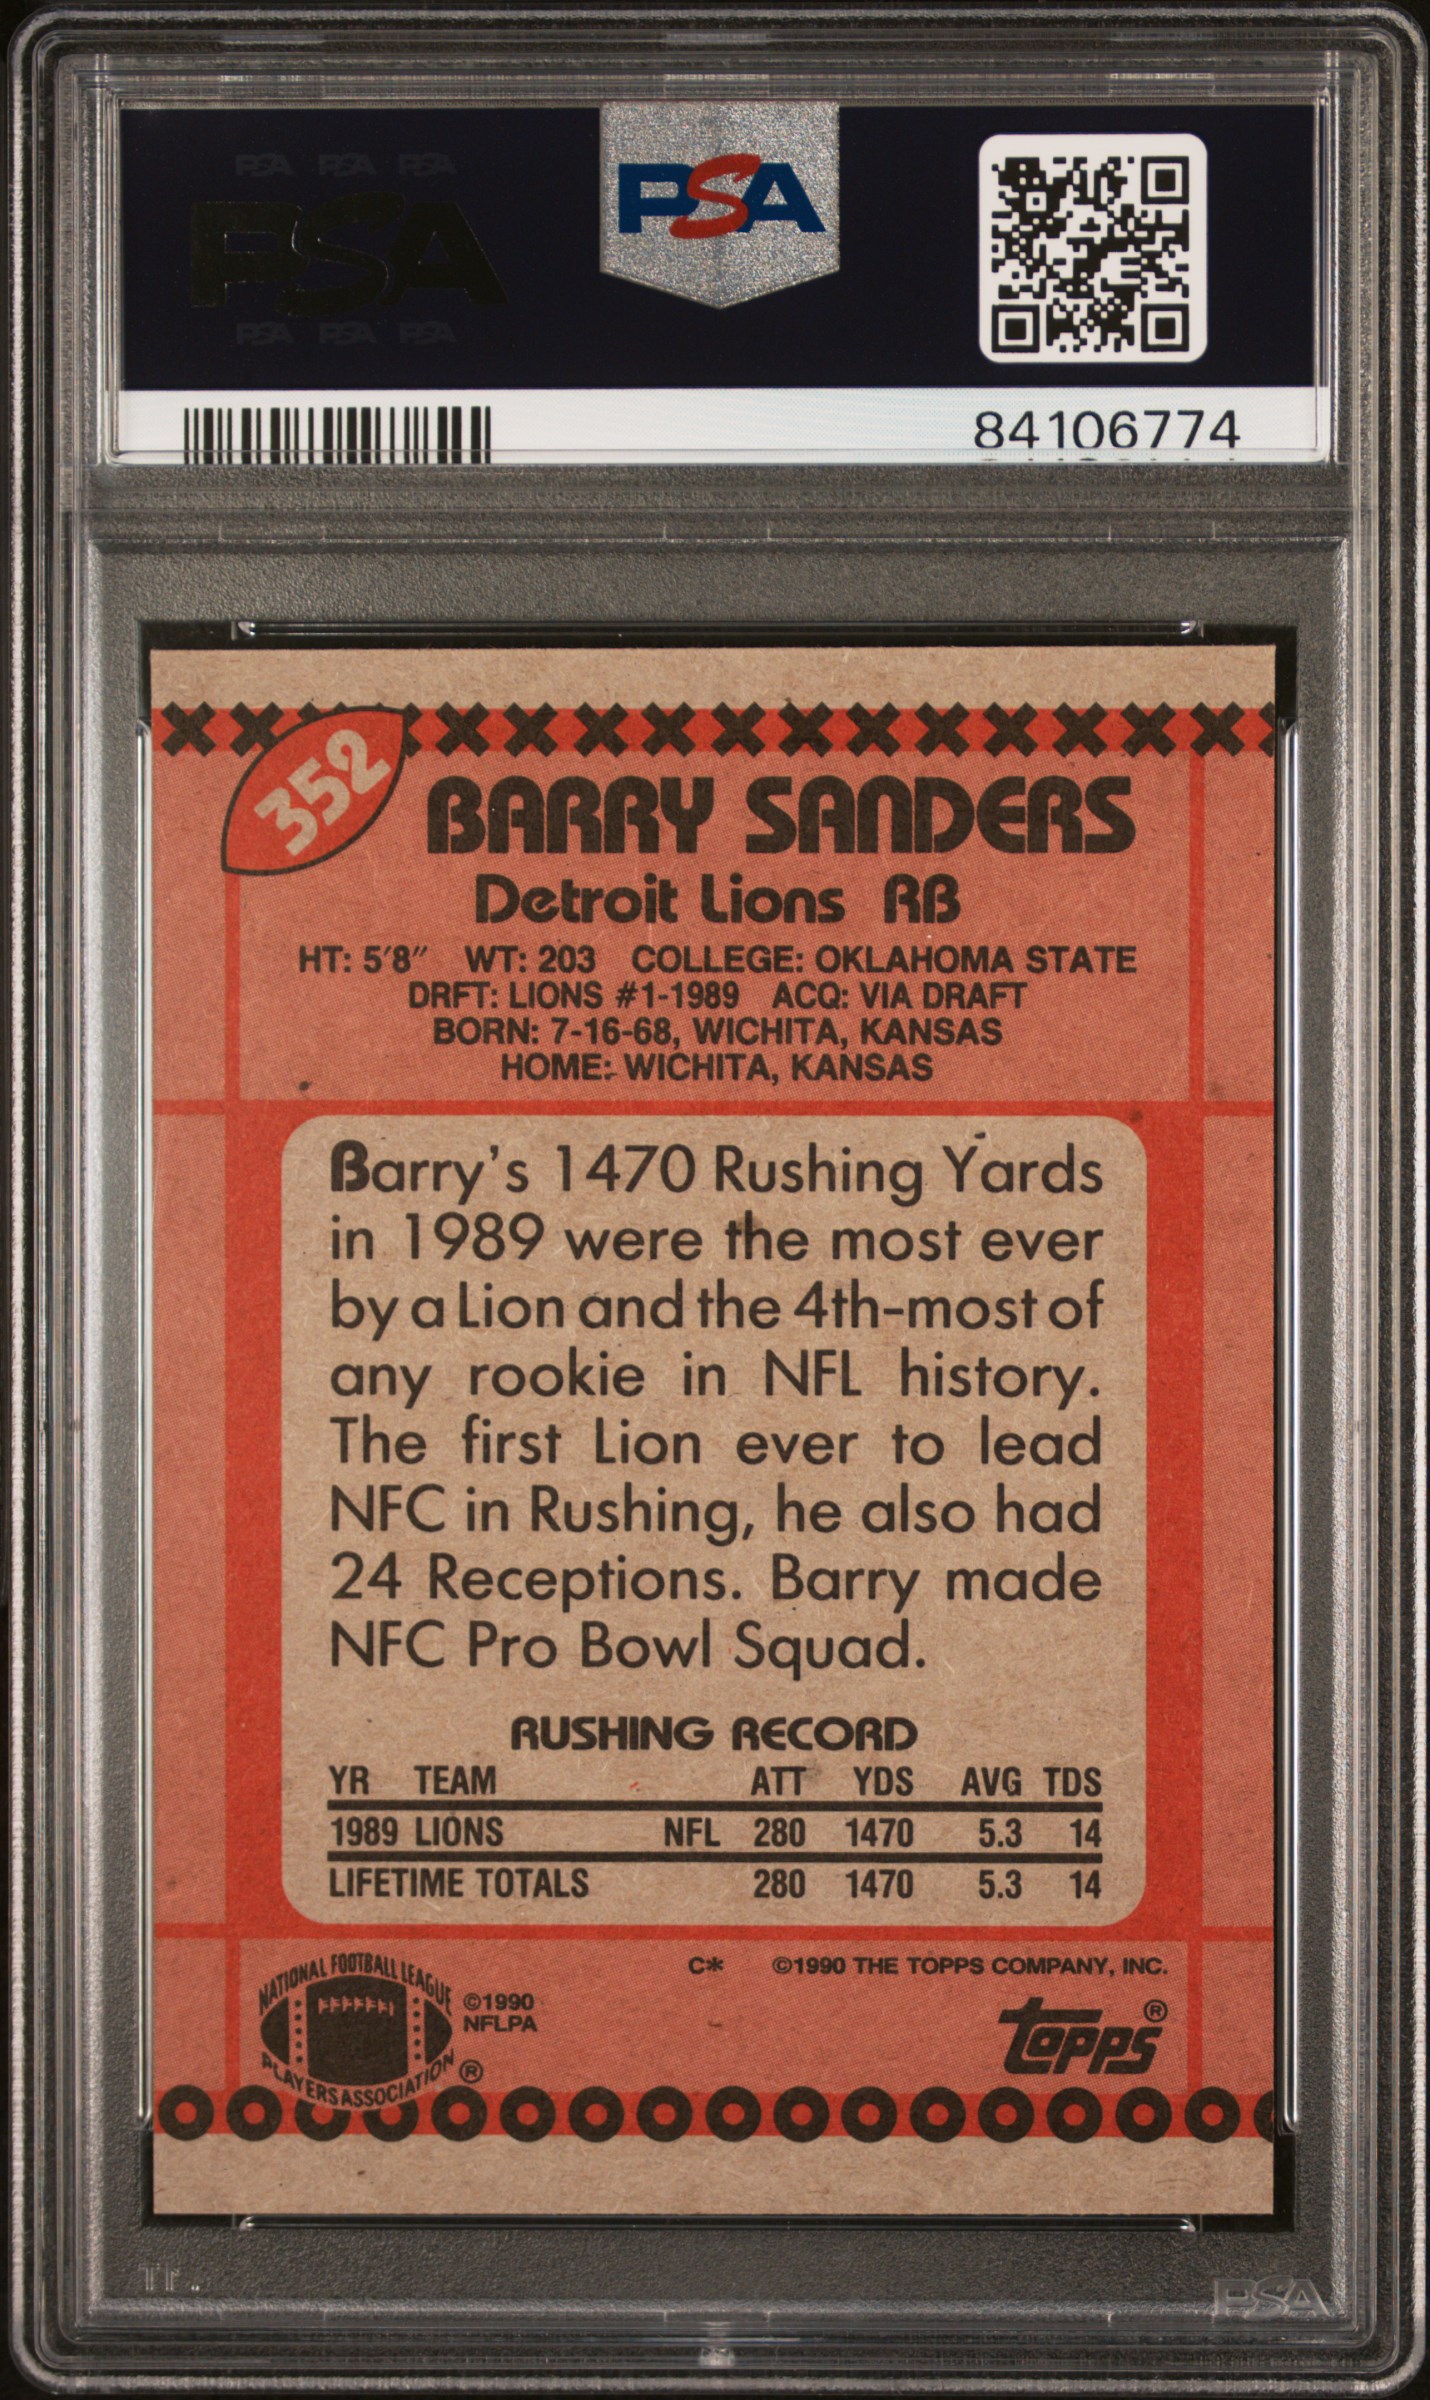 PSA PSA PSA
PSA
PSA PSA PSA
PSA
84106774
352
BARRY SANDERS
Detroit Lions RB
HT: 5'8" WT: 203 COLLEGE: OKLAHOMA STATE
DRFT: LIONS #1-1989 ACQ: VIA DRAFT
BORN: 7-16-68, WICHITA, KANSAS
HOME: WICHITA, KANSAS
Barry's 1470 Rushing Yards
in 1989 were the most ever
by a Lion and the 4th-most of
any rookie in NFL history.
The first Lion ever to lead
NFC in Rushing, he also had
24 Receptions. Barry made
NFC Pro Bowl Squad.
RUSHING RECORD
YR TEAM ATT YDS AVG TDS
1989 LIONS NFL 280 1470 5.3 14
LIFETIME TOTALS 280 1470 5.3 14
NATIONAL FOOTBALL LEAGUE
PLAYERS ASSOCIATION ®
©1990
NFLPA
C* ©1990 THE TOPPS COMPANY, INC.
topps®
PSA